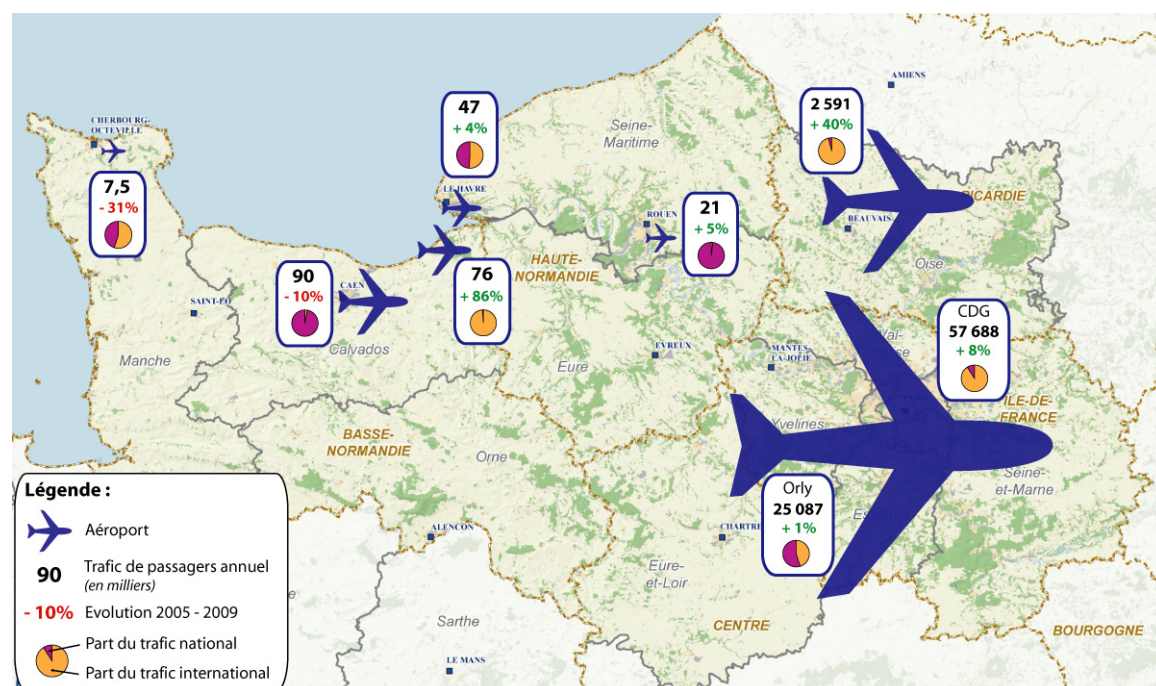 AMIENS
CHERBOURG-
OCTEVILLE
7,5
- 31%
47
+ 4%
LE HAVRE
Seine-
Maritime
2 591
+ 40%
BEAUVAIS
PICARDIE
Oise
ROUEN
21
+ 5%
HAUTE-
NORMANDIE
76
+ 86%
90
- 10%
CAEN
SAINT-LO
Calvados
Manche
Eure
EVREUX
MANTES
LA-JOLIE
CDG
57 688
+ 8%
ILE-DE-
FRANCE
Yvelines
Seine-
et-Marne
BASSE-
NORMANDIE
Orne
Orly
25 087
+ 1%
ALENCON
Eure-
et-Loir
Sarthe
LE MANS
CENTRE
BOURGOGNE
Légende :
Aéroport
90
Trafic de passagers annuel
(en milliers)
- 10%
Evolution 2005 - 2009
Part du trafic national
Part du trafic international